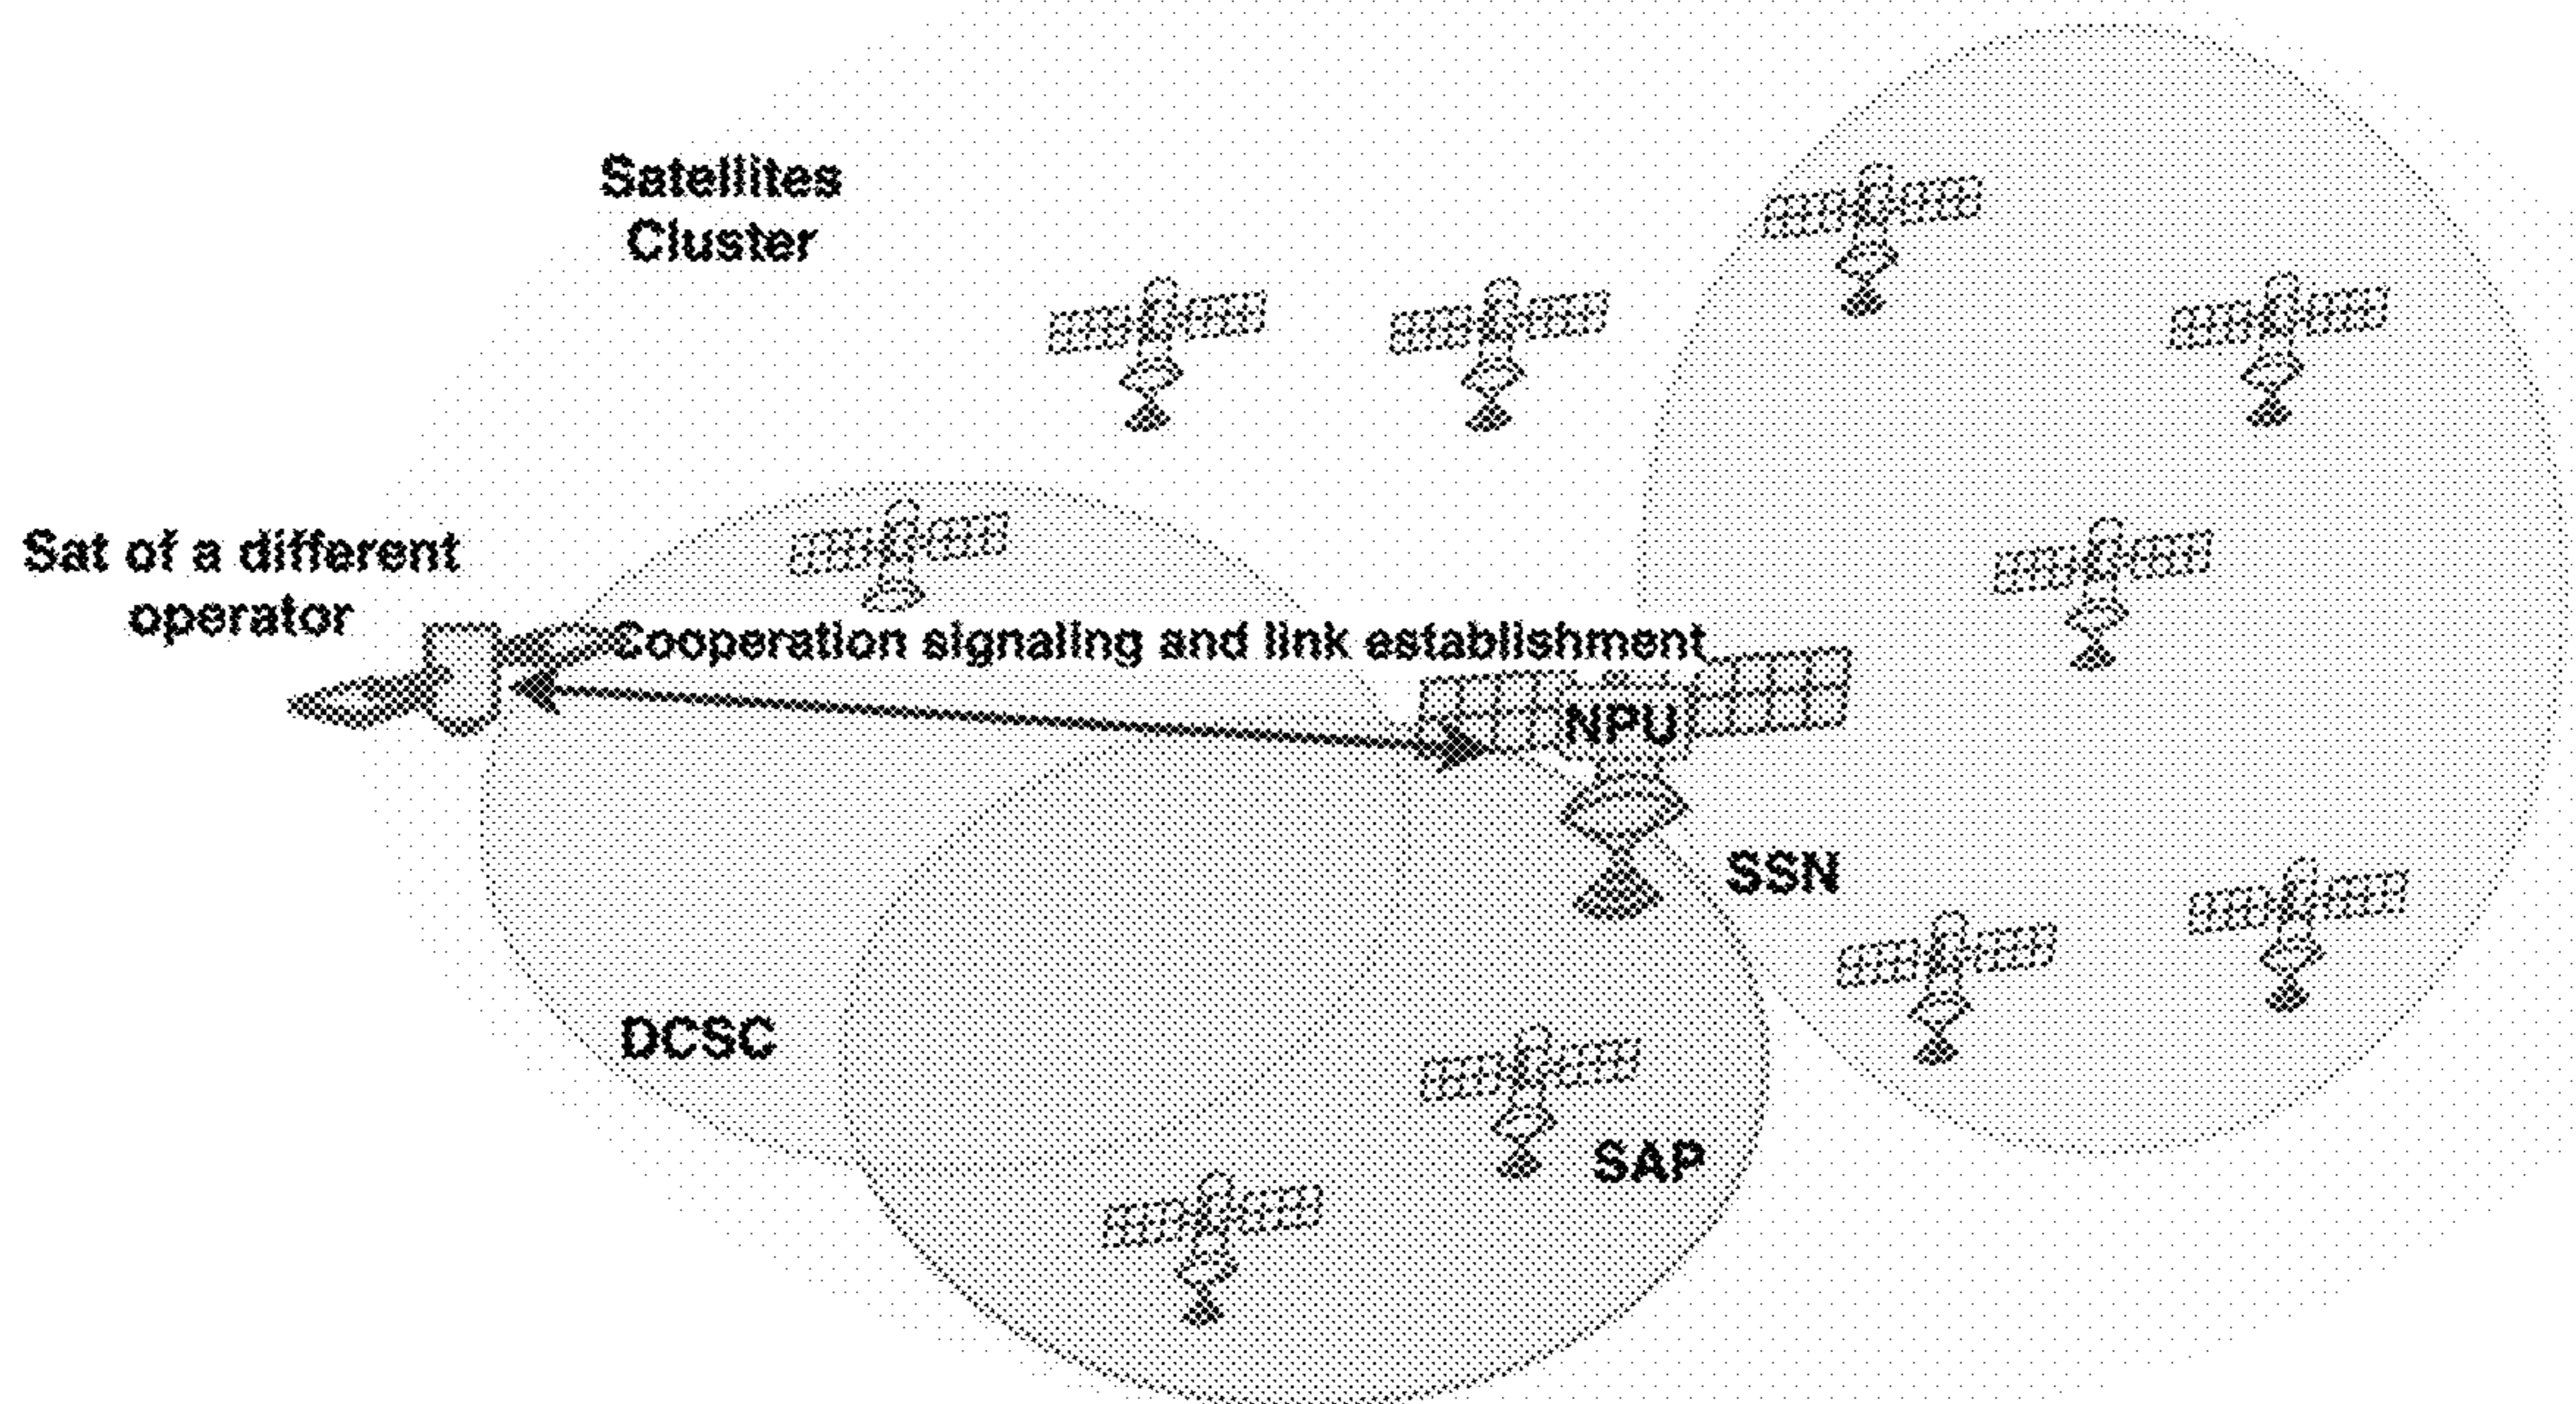 Satellites
Cluster
Sat of a different
operator
Cooperation signaling and link establishment
NPU
SSN
DCSC
SAP